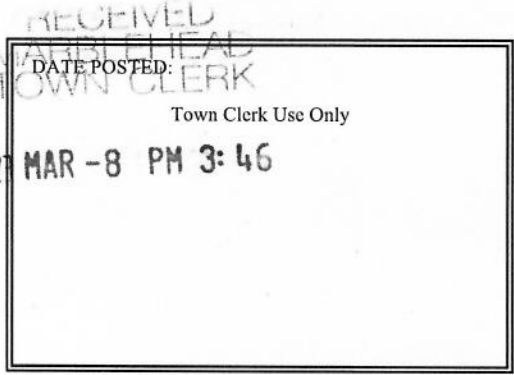 RECEIVED
MARBLEHEAD
TOWN CLERK
DATE POSTED:
Town Clerk Use Only
MAR -8 PM 3:46